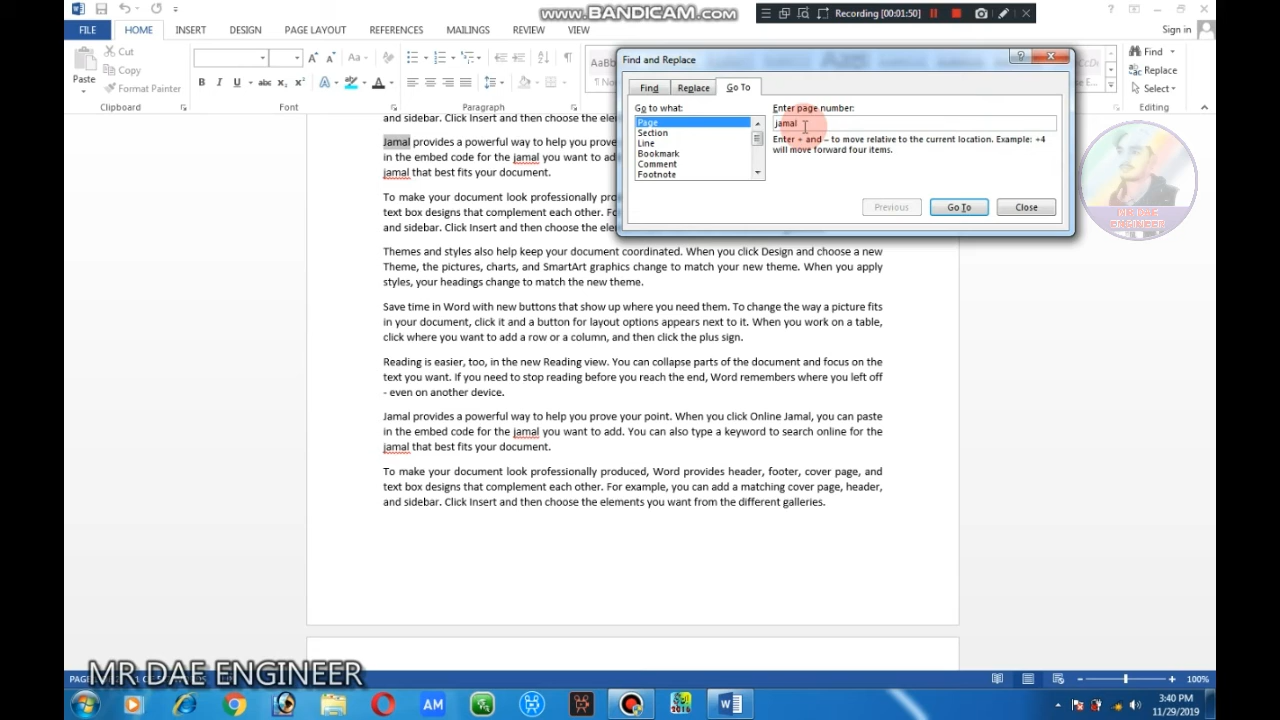 WWW.BANDICAM.COM
Recording [00:01:50]
Sign in
FILE HOME INSERT DESIGN PAGE LAYOUT REFERENCES MAILINGS REVIEW VIEW
Cut
Copy
Format Painter
Paste
Clipboard Font Paragraph Editing
Find
Replace
Select
Find and Replace
Find Replace Go To
Go to what:
Page
Section
Line
Bookmark
Comment
Footnote
Enter page number:
jamal
Enter + and – to move relative to the current location. Example: +4
will move forward four items.
Previous Go To Close
MR DAE
ENGINEER
and sidebar. Click Insert and then choose the
Jamal provides a powerful way to help you prove
in the embed code for the jamal you want to
jamal that best fits your document.
To make your document look professionally
text box designs that complement each other.
and sidebar. Click Insert and then choose the
Themes and styles also help keep your document coordinated. When you click Design and choose a new
Theme, the pictures, charts, and SmartArt graphics change to match your new theme. When you apply
styles, your headings change to match the new theme.
Save time in Word with new buttons that show up where you need them. To change the way a picture fits
in your document, click it and a button for layout options appears next to it. When you work on a table,
click where you want to add a row or a column, and then click the plus sign.
Reading is easier, too, in the new Reading view. You can collapse parts of the document and focus on the
text you want. If you need to stop reading before you reach the end, Word remembers where you left off
- even on another device.
Jamal provides a powerful way to help you prove your point. When you click Online Jamal, you can paste
in the embed code for the jamal you want to add. You can also type a keyword to search online for the
jamal that best fits your document.
To make your document look professionally produced, Word provides header, footer, cover page, and
text box designs that complement each other. For example, you can add a matching cover page, header,
and sidebar. Click Insert and then choose the elements you want from the different galleries.
MR DAE ENGINEER
100%
AM
3:40 PM
11/29/2019